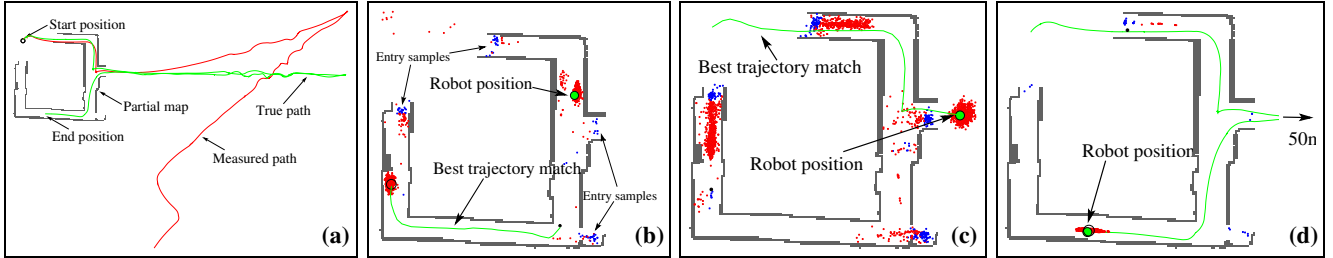 Start position
Partial map
True path
End position
Measured path
(a)
Entry samples
Robot position
Best trajectory match
Entry samples
(b)
Best trajectory match
Robot position
(c)
50n
Robot position
(d)